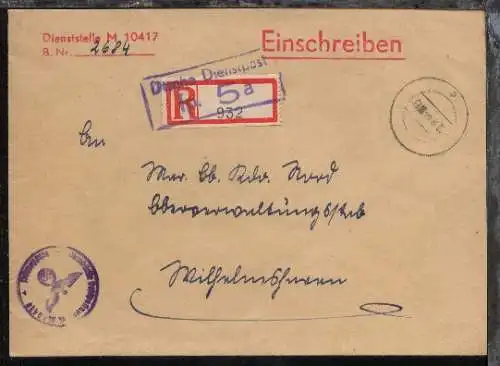 Dienststelle M 10417
B. Nr. 2684
Einschreiben
Dienstpost
R 5a
932
An
Mar. Ob. Kdo. Nord
Oberverwaltungsstab
Wilhelmshaven